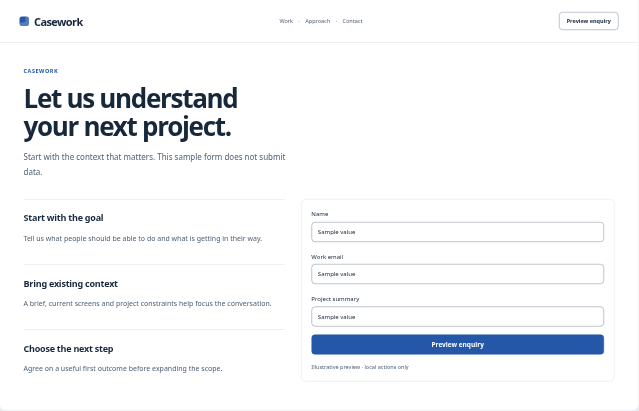 Casework
Work · Approach · Contact
Preview enquiry
CASEWORK
Let us understand
your next project.
Start with the context that matters. This sample form does not submit
data.
Start with the goal
Tell us what people should be able to do and what is getting in their way.
Bring existing context
A brief, current screens and project constraints help focus the conversation.
Choose the next step
Agree on a useful first outcome before expanding the scope.
Name
Sample value
Work email
Sample value
Project summary
Sample value
Preview enquiry
Illustrative preview · local actions only